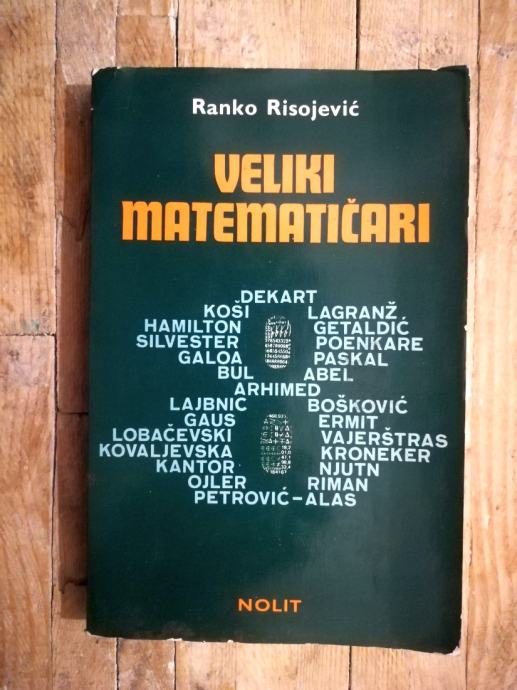 Ranko Risojević
VELIKI
MATEMATIČARI
DEKART
KOŠI LAGRANŽ
HAMILTON GETALDIĆ
SILVESTER POENKARE
GALOA PASKAL
BUL ABEL
ARHIMED
LAJBNIC BOŠKOVIĆ
GAUS ERMIT
LOBAČEVSKI VAJERŠTRAS
KOVALJEVSKA KRONEKER
KANTOR NJUTN
OJLER RIMAN
PETROVIĆ-ALAS
NOLIT